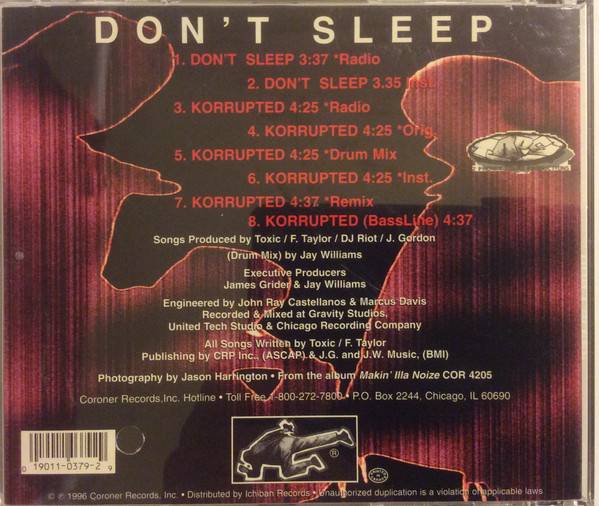 DON'T SLEEP
1. DON'T SLEEP 3:37 *Radio
2. DON'T SLEEP 3.35 Inst.
3. KORRUPTED 4:25 *Radio
4. KORRUPTED 4:25 *Orig.
5. KORRUPTED 4:25 *Drum Mix
6. KORRUPTED 4:25 *Inst.
7. KORRUPTED 4:37 *Remix
8. KORRUPTED (BassLine) 4:37
Songs Produced by Toxic / F. Taylor / DJ Riot / J. Gordon
(Drum Mix) by Jay Williams
Executive Producers
James Grider & Jay Williams
Engineered by John Ray Castellanos & Marcus Davis
Recorded & Mixed at Gravity Studios,
United Tech Studio & Chicago Recording Company
All Songs Written by Toxic / F. Taylor
Publishing by CRP Inc., (ASCAP) & J.G. and J.W. Music, (BMI)
Photography by Jason Harrington • From the album Makin' Illa Noize COR 4205
Coroner Records,Inc. Hotline • Toll Free 1-800-272-7800 • P.O. Box 2244, Chicago, IL 60690
®
0 19011-0379-2 9
© ℗ 1996 Coroner Records, Inc. • Distributed by Ichiban Records • Unauthorized duplication is a violation of applicable laws